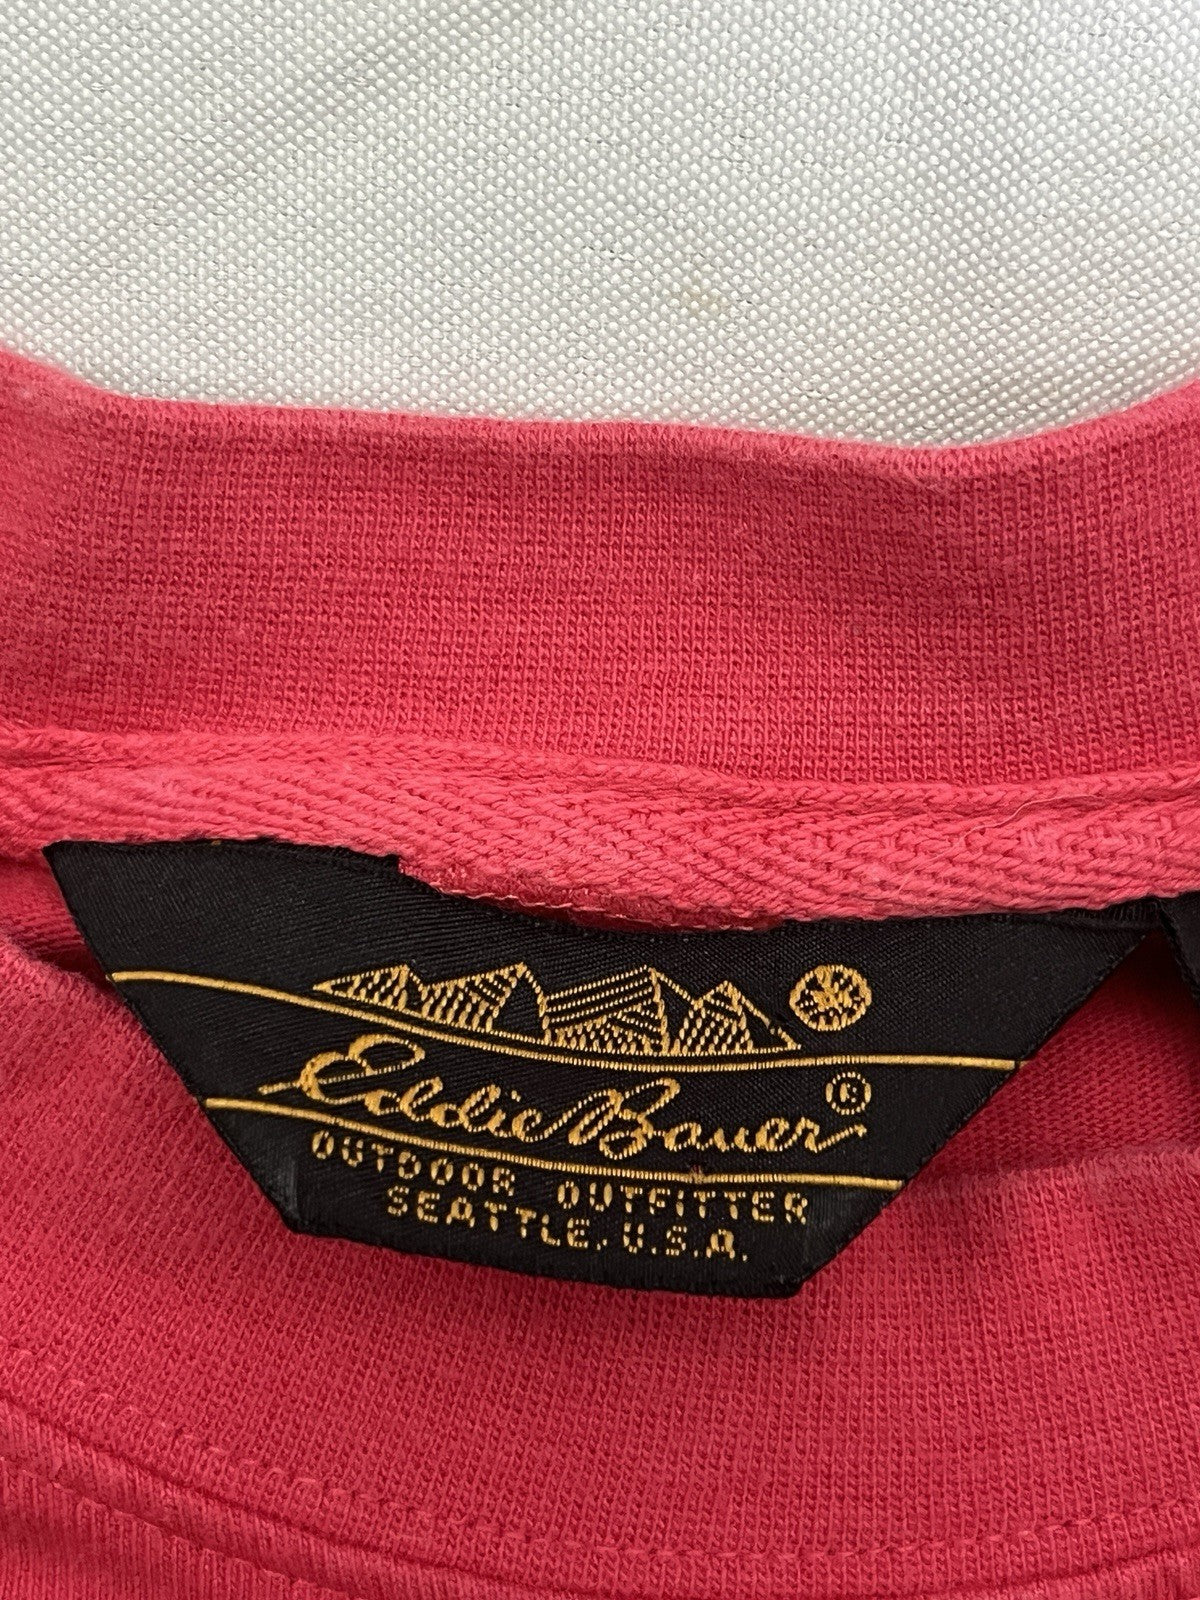 Eddie Bauer®
OUTDOOR OUTFITTER
SEATTLE, U.S.A.